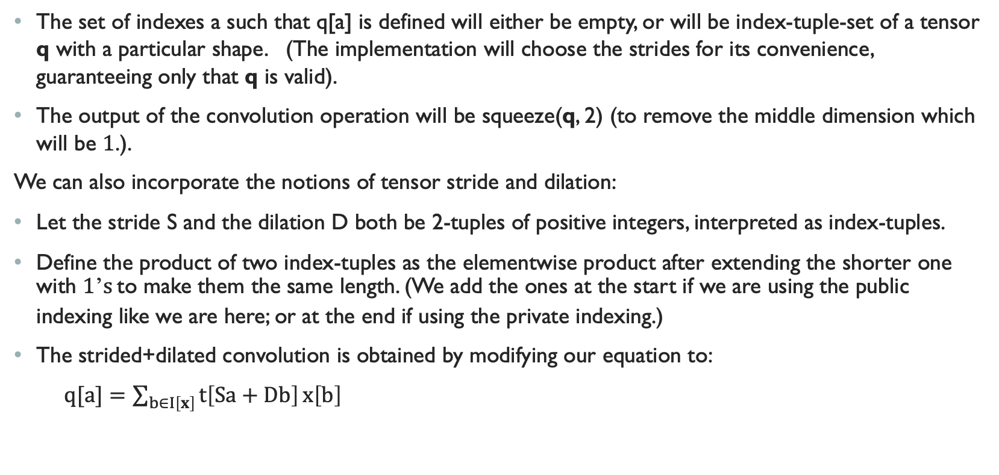 • The set of indexes a such that q[a] is defined will either be empty, or will be index-tuple-set of a tensor
q with a particular shape. (The implementation will choose the strides for its convenience,
guaranteeing only that q is valid).
• The output of the convolution operation will be squeeze(q, 2) (to remove the middle dimension which
will be 1.).
We can also incorporate the notions of tensor stride and dilation:
• Let the stride S and the dilation D both be 2-tuples of positive integers, interpreted as index-tuples.
• Define the product of two index-tuples as the elementwise product after extending the shorter one
with 1’s to make them the same length. (We add the ones at the start if we are using the public
indexing like we are here; or at the end if using the private indexing.)
• The strided+dilated convolution is obtained by modifying our equation to:
q[a] = ∑b∈I[x] t[Sa + Db] x[b]